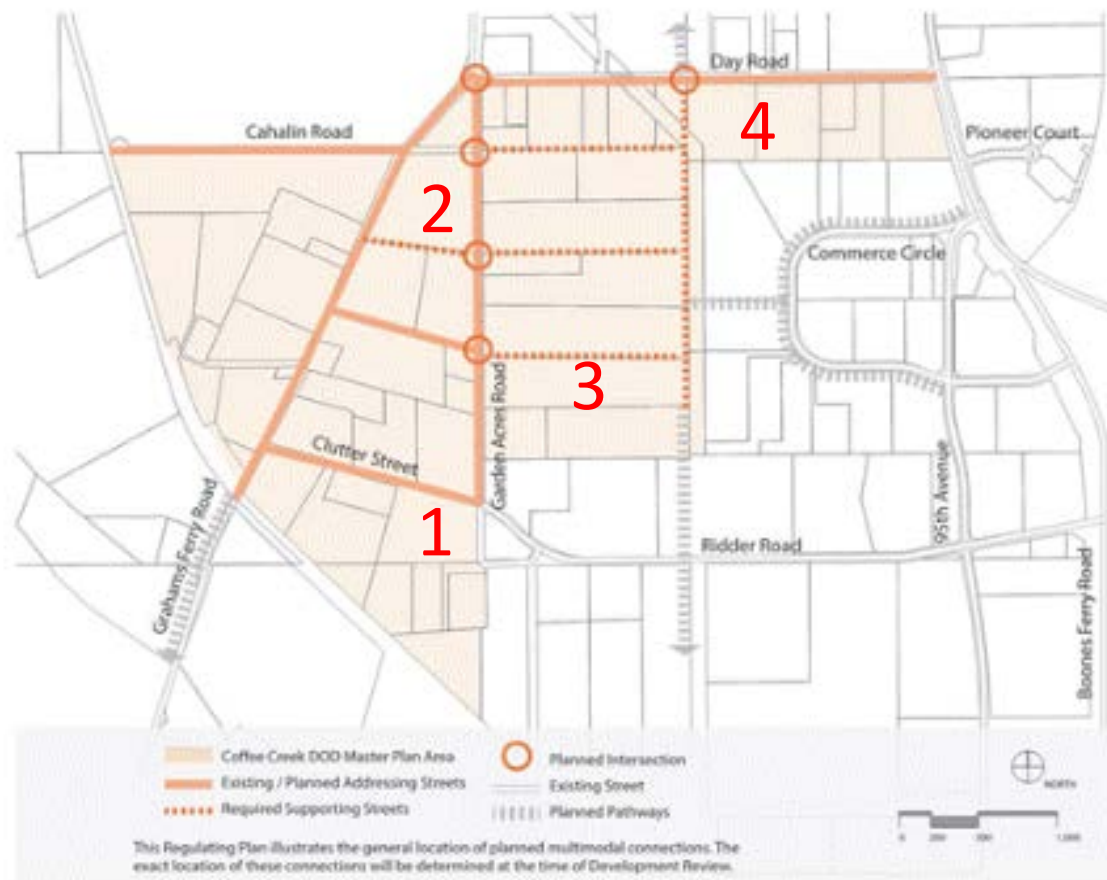 Day Road
4
Cahalin Road
Pioneer Court
2
Commerce Circle
3
Garden Acres Road
Clutter Street
1
95th Avenue
Ridder Road
Grahams Ferry Road
Boones Ferry Road
Coffee Creek DOD Master Plan Area
Existing / Planned Addressing Streets
Required Supporting Streets
Planned Intersection
Existing Street
Planned Pathways
NORTH
0
1,000
This Regulating Plan illustrates the general location of planned multimodal connections. The
exact location of these connections will be determined at the time of Development Review.